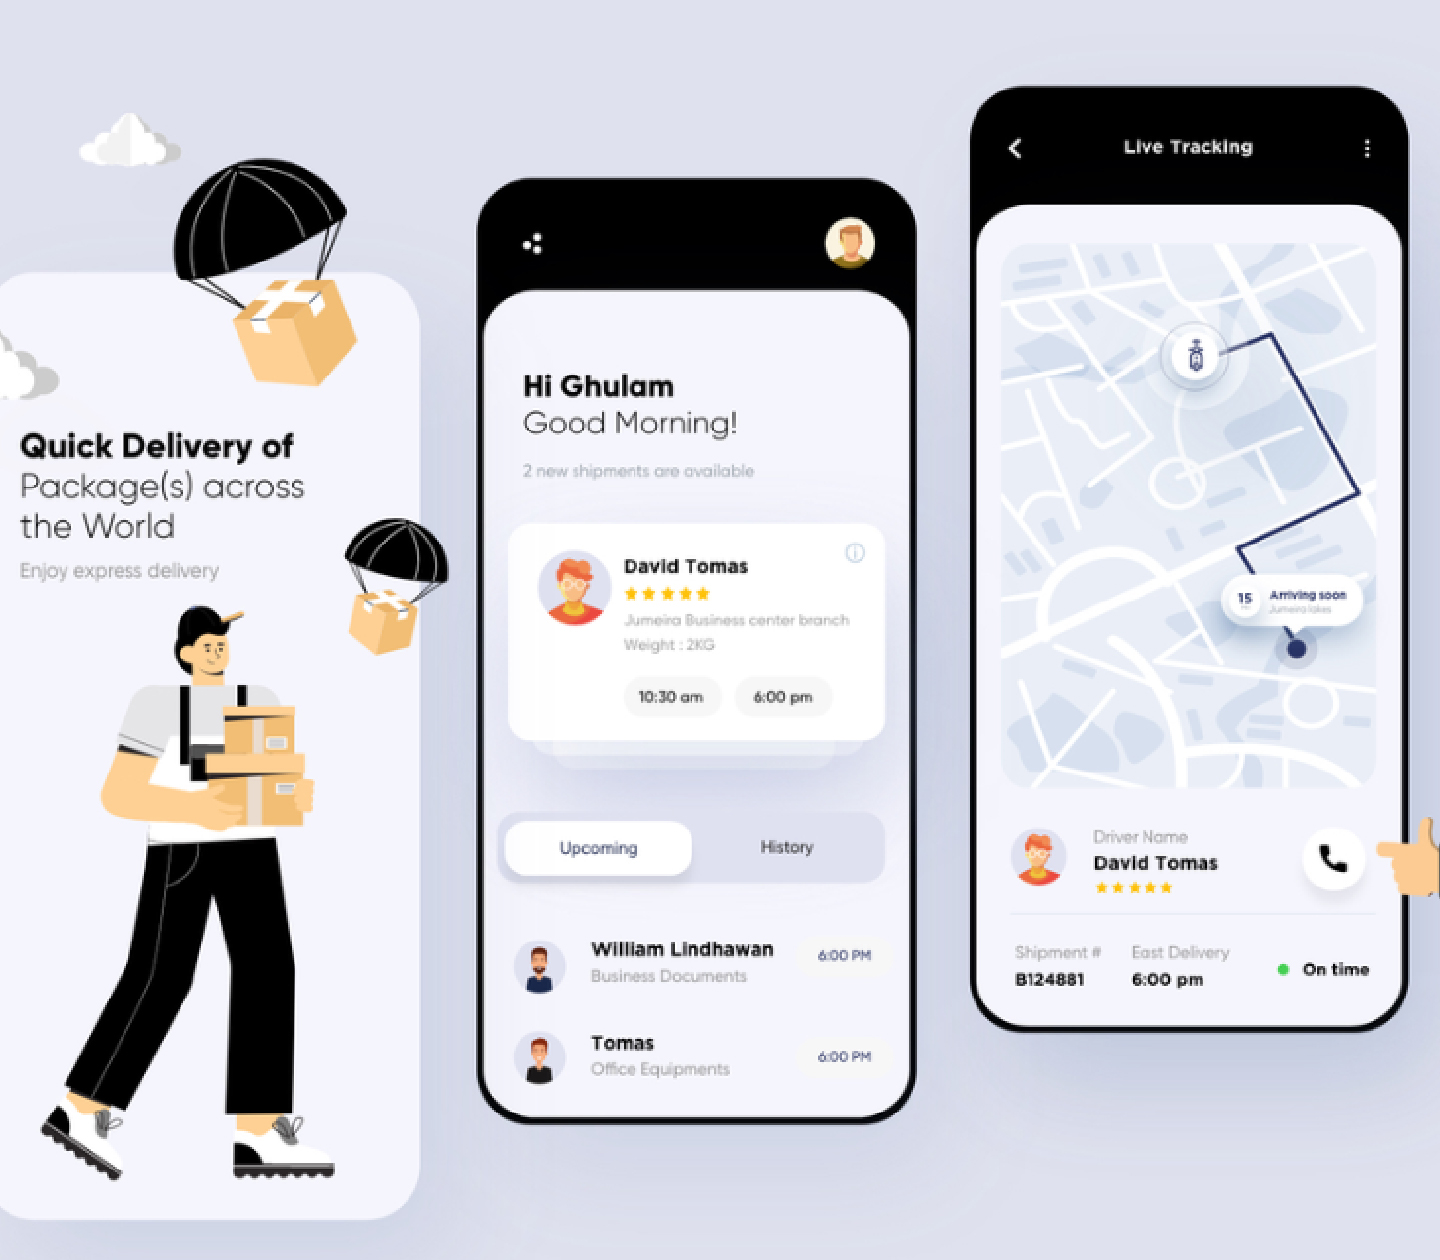 Quick Delivery of
Package(s) across
the World
Enjoy express delivery
Hi Ghulam
Good Morning!
2 new shipments are available
David Tomas
Jumeira Business center branch
Weight : 2KG
10:30 am
6:00 pm
Upcoming
History
William Lindhawan
Business Documents
6:00 PM
Tomas
Office Equipments
6:00 PM
Live Tracking
15
Arriving soon
Jumeira lakes
Driver Name
David Tomas
Shipment #
B124881
East Delivery
6:00 pm
On time